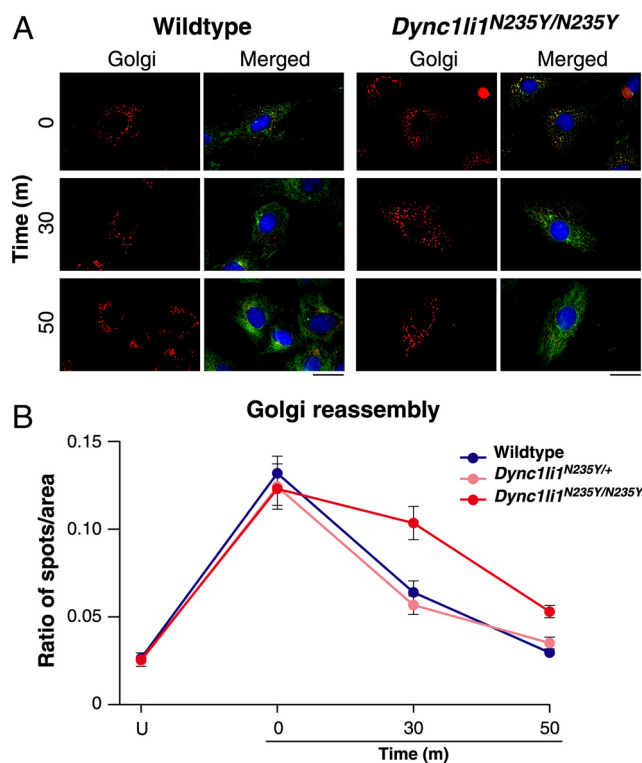 A
Wildtype
Dync1li1N235Y/N235Y
Golgi
Merged
Golgi
Merged
Time (m)
0
30
50
B
Golgi reassembly
Ratio of spots/area
0.15
0.10
0.05
0
Wildtype
Dync1li1N235Y/+
Dync1li1N235Y/N235Y
U
0
30
50
Time (m)